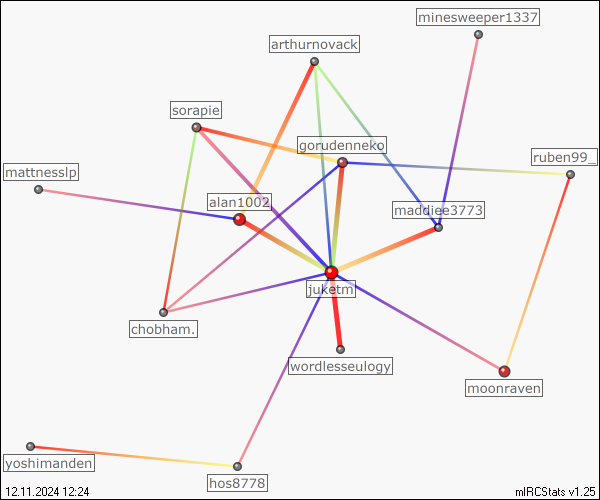 minesweeper1337
arthurnovack
sorapie
gorudenneko
ruben99_
mattnesslp
alan1002
maddiee3773
juketm
chobham.
wordlesseulogy
moonraven
yoshimanden
hos8778
12.11.2024 12:24
mIRCStats v1.25